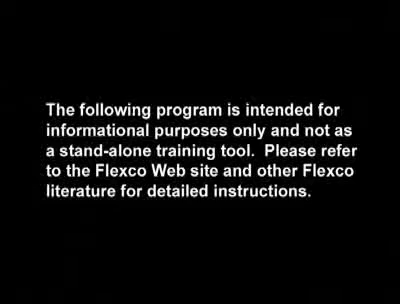 The following program is intended for
informational purposes only and not as
a stand-alone training tool.  Please refer
to the Flexco Web site and other Flexco
literature for detailed instructions.